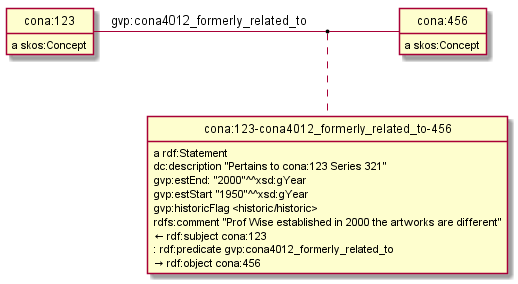 cona:123
gvp:cona4012_formerly_related_to
cona:456
a skos:Concept
a skos:Concept
cona:123-cona4012_formerly_related_to-456
a rdf:Statement
dc:description "Pertains to cona:123 Series 321"
gvp:estEnd: "2000"^^xsd:gYear
gvp:estStart "1950"^^xsd:gYear
gvp:historicFlag <historic/historic>
rdfs:comment "Prof Wise established in 2000 the artworks are different"
← rdf:subject cona:123
: rdf:predicate gvp:cona4012_formerly_related_to
→ rdf:object cona:456